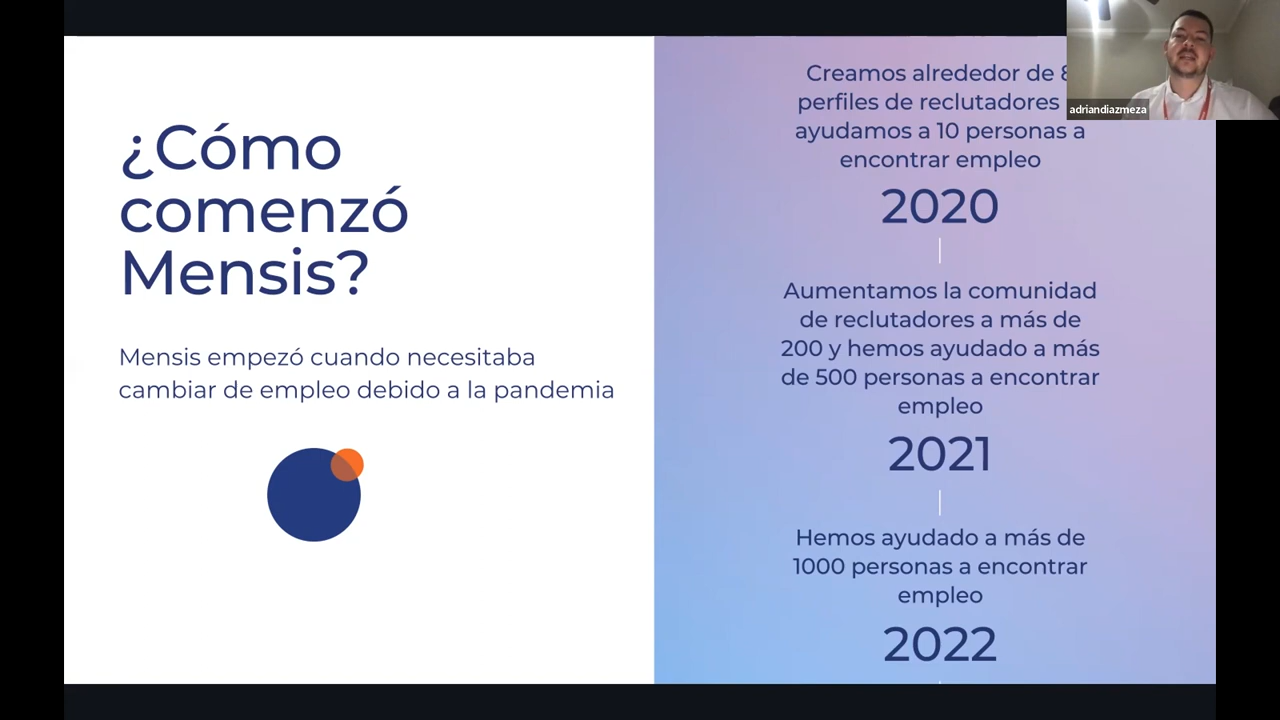 ¿Cómo
comenzó
Mensis?
Mensis empezó cuando necesitaba
cambiar de empleo debido a la pandemia
Creamos alrededor de
perfiles de reclutadores
ayudamos a 10 personas a
encontrar empleo
2020
Aumentamos la comunidad
de reclutadores a más de
200 y hemos ayudado a más
de 500 personas a encontrar
empleo
2021
Hemos ayudado a más de
1000 personas a encontrar
empleo
2022
adriandiazmeza